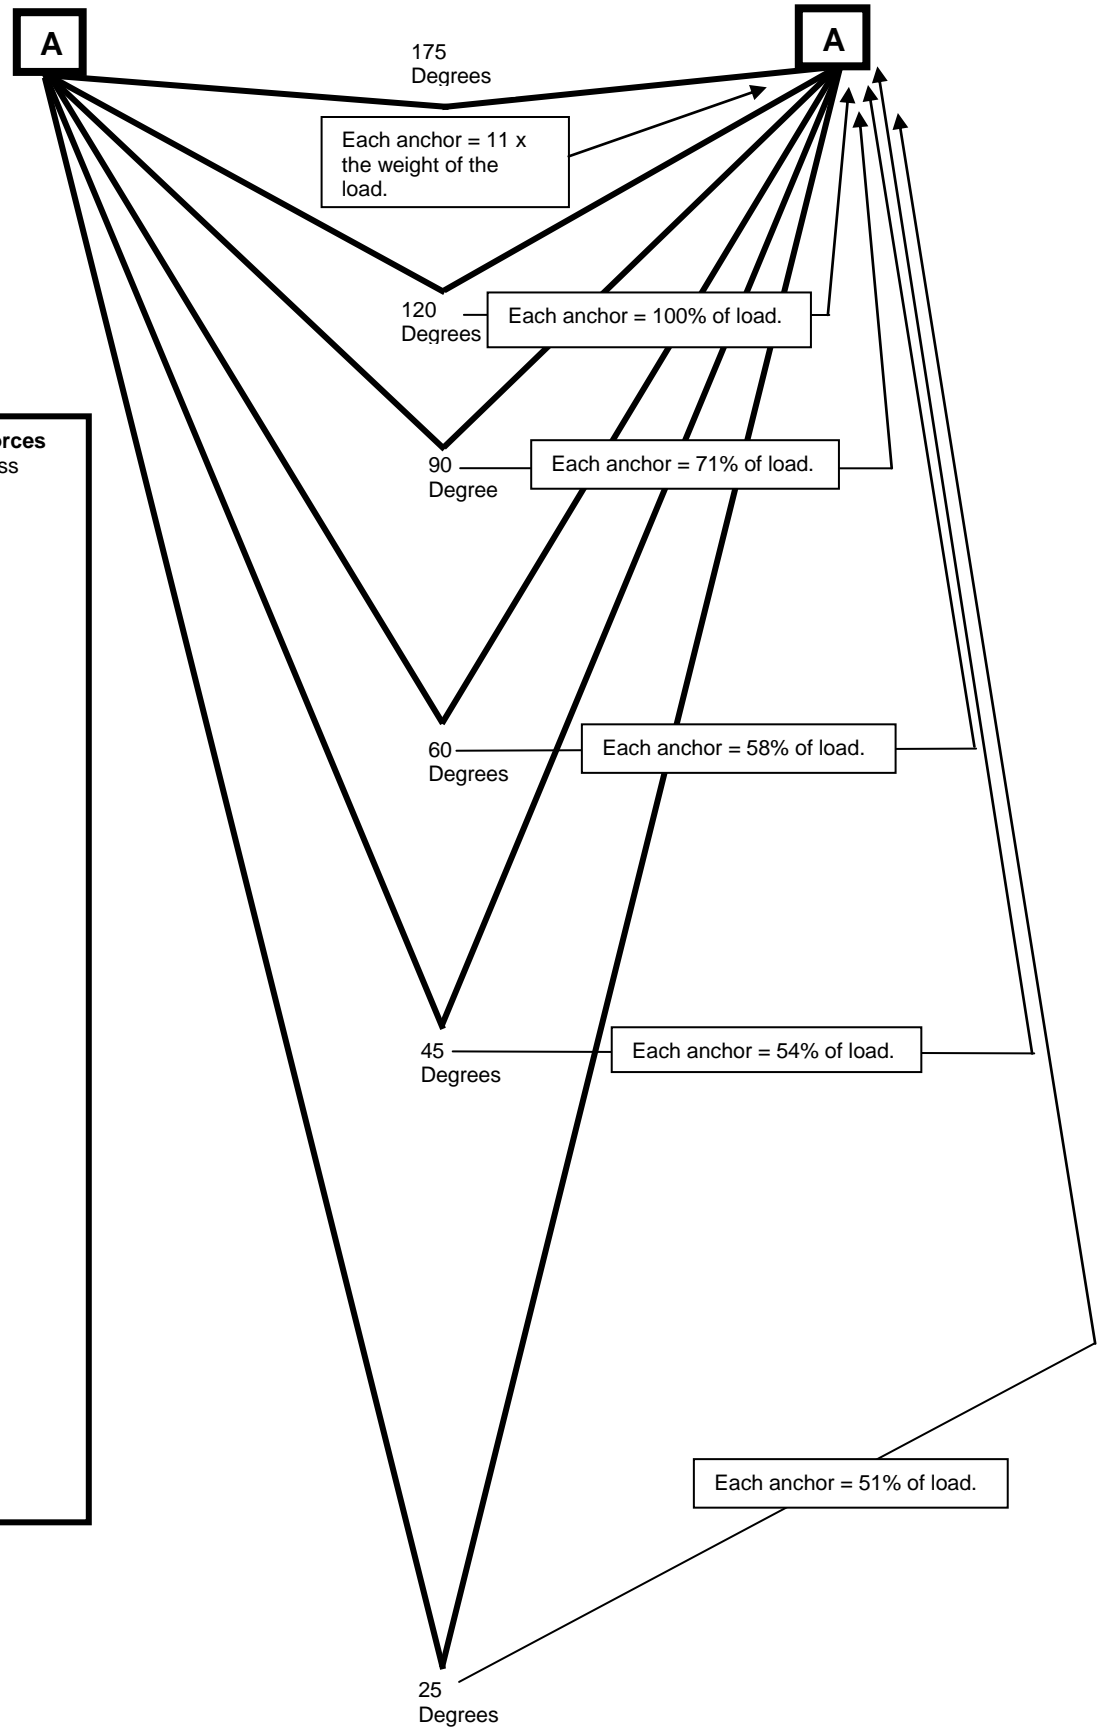 A
A
175
Degrees
Each anchor = 11 x
the weight of the
load.
120
Degrees
Each anchor = 100% of load.
90
Degree
Each anchor = 71% of load.
60
Degrees
Each anchor = 58% of load.
45
Degrees
Each anchor = 54% of load.
Each anchor = 51% of load.
25
Degrees